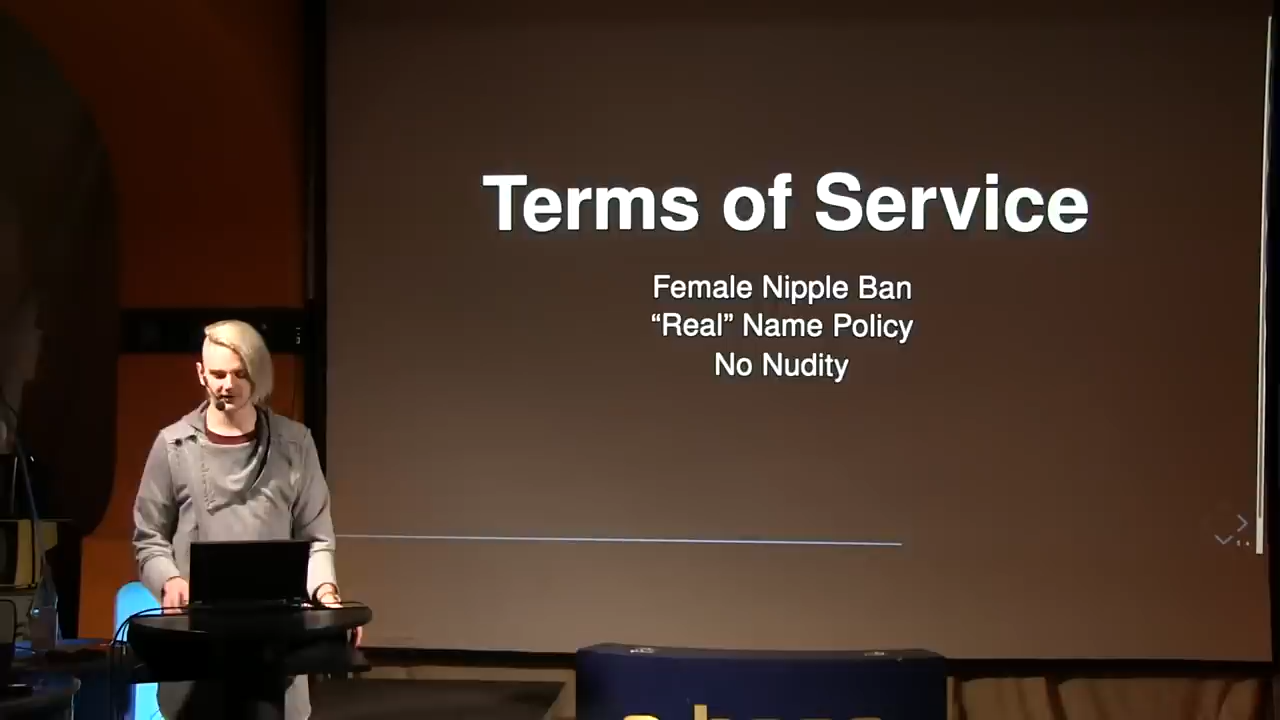 Terms of Service
Female Nipple Ban
“Real” Name Policy
No Nudity